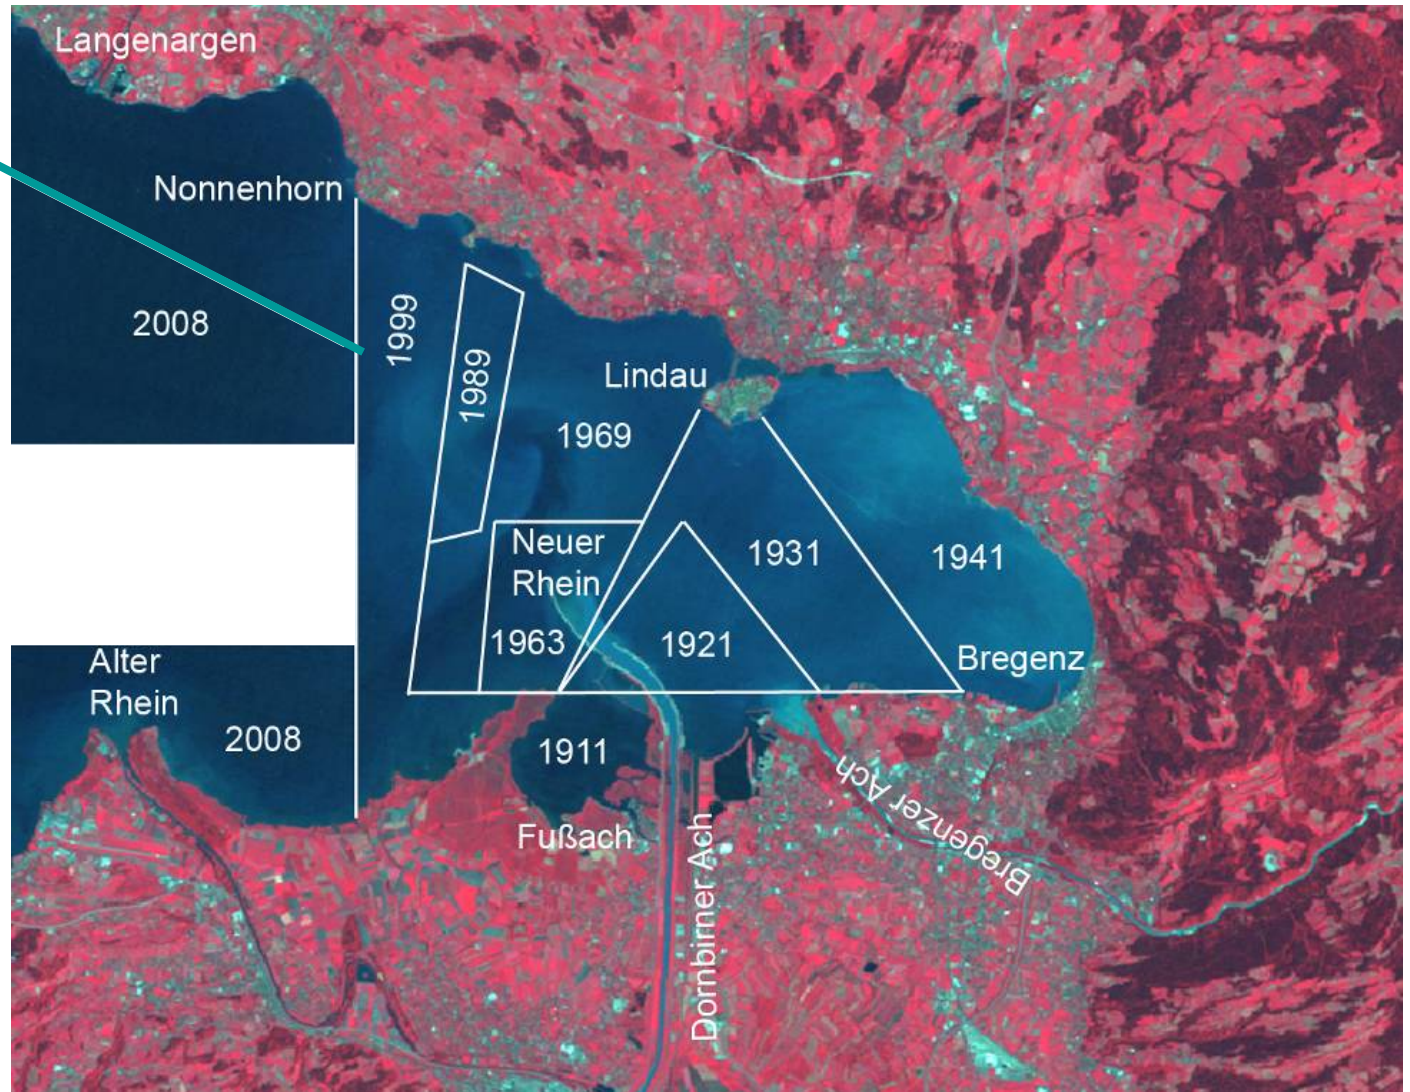 Langenargen
Nonnenhorn
2008
1999
1989
Lindau
1969
Neuer
Rhein
1931
1941
1963
1921
Bregenz
Alter
Rhein
2008
1911
Fußach
Dornbirner Ach
Bregenzer Ach